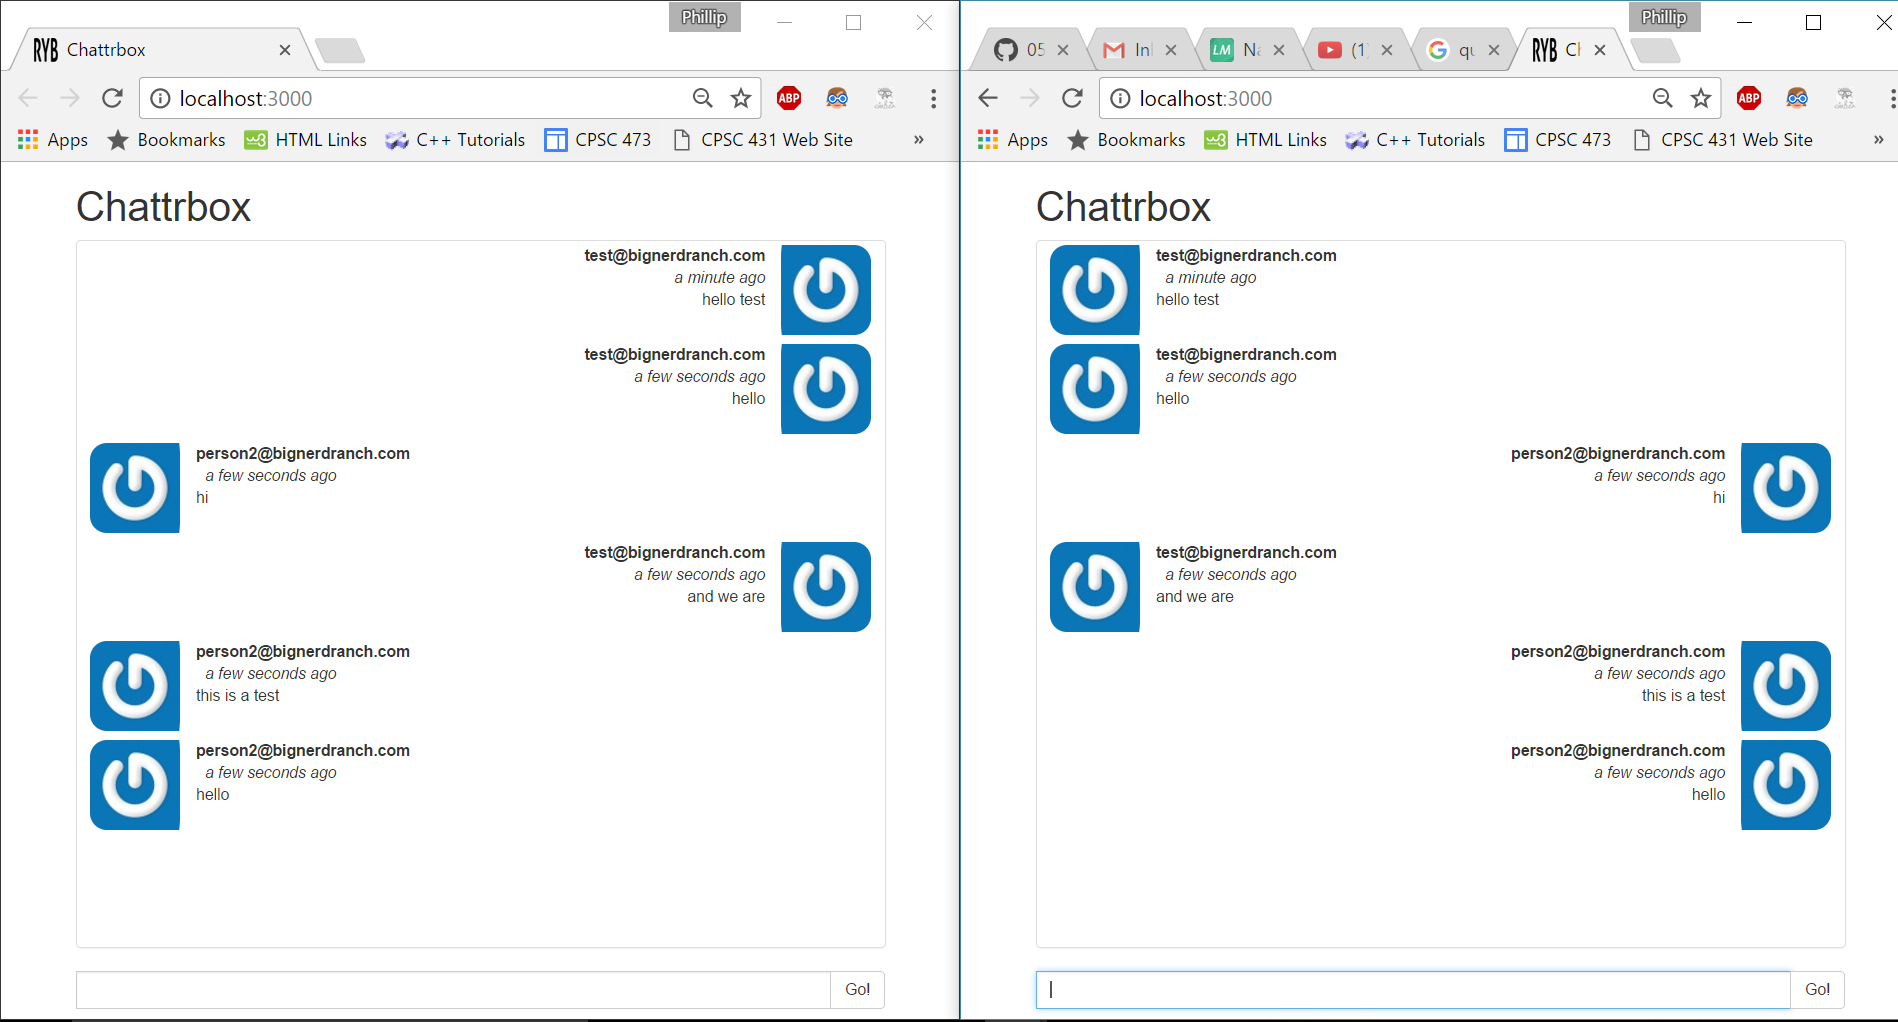 Phillip
RYB Chattrbox
localhost:3000
ABP
Apps Bookmarks w3 HTML Links C++ Tutorials CPSC 473 CPSC 431 Web Site »
Chattrbox
test@bignerdranch.com
a minute ago
hello test
test@bignerdranch.com
a few seconds ago
hello
person2@bignerdranch.com
a few seconds ago
hi
test@bignerdranch.com
a few seconds ago
and we are
person2@bignerdranch.com
a few seconds ago
this is a test
person2@bignerdranch.com
a few seconds ago
hello
Go!
Phillip
05 LM (1 RYB
localhost:3000
ABP
Apps Bookmarks w3 HTML Links C++ Tutorials CPSC 473 CPSC 431 Web Site »
Chattrbox
test@bignerdranch.com
a minute ago
hello test
test@bignerdranch.com
a few seconds ago
hello
person2@bignerdranch.com
a few seconds ago
hi
test@bignerdranch.com
a few seconds ago
and we are
person2@bignerdranch.com
a few seconds ago
this is a test
person2@bignerdranch.com
a few seconds ago
hello
Go!